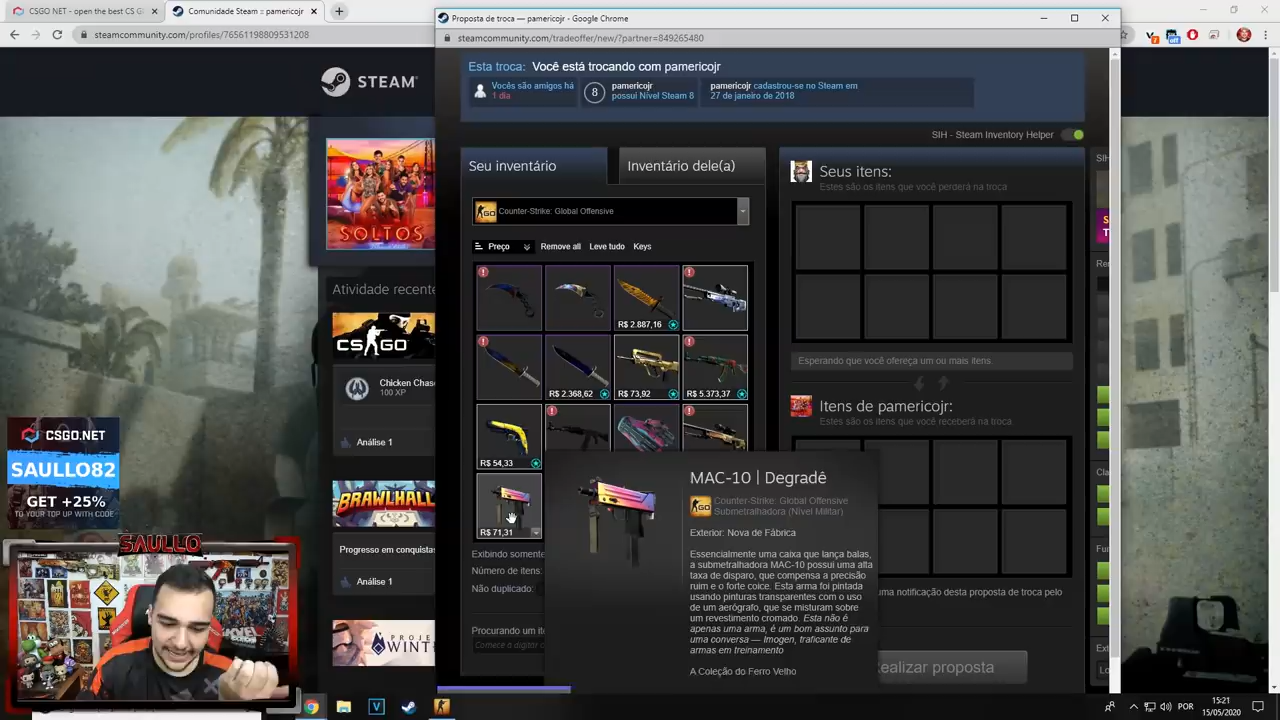 CSGO NET - open the best CS G
Comunidade Steam :: pamericojr
steamcommunity.com/profiles/76561198809531208
Proposta de troca — pamericojr - Google Chrome
steamcommunity.com/tradeoffer/new/?partner=849265480
STEAM
SOLTOS
Atividade recente
CS GO
Chicken Chase
100 XP
Análise 1
BRAWLHALL
Progresso em conquistas
Análise 1
PROJE
WINTE
CSGO.NET
SAULLO82
GET +25%
TO YOUR TOP UP WITH CODE
SAULLO
Esta troca: Você está trocando com pamericojr
Vocês são amigos há
1 dia
8
pamericojr
possui Nível Steam 8
pamericojr cadastrou-se no Steam em
27 de janeiro de 2018
SIH - Steam Inventory Helper
Seu inventário
Inventário dele(a)
Counter-Strike: Global Offensive
Preço
Remove all
Leve tudo
Keys
R$ 2.887,16
R$ 2.368,62
R$ 73,92
R$ 5.373,37
R$ 54,33
R$ 71,31
Exibindo somente
Número de itens:
Não duplicado:
Procurando um ite
Comece a digitar
MAC-10 | Degradê
Counter-Strike: Global Offensive
Submetralhadora (Nível Militar)
Exterior: Nova de Fábrica
Essencialmente uma caixa que lança balas,
a submetralhadora MAC-10 possui uma alta
taxa de disparo, que compensa a precisão
ruim e o forte coice. Esta arma foi pintada
usando pinturas transparentes com o uso
de um aerógrafo, que se misturam sobre
um revestimento cromado. Esta não é
apenas uma arma, é um bom assunto para
uma conversa — Imogen, traficante de
armas em treinamento
A Coleção do Ferro Velho
Seus itens:
Estes são os itens que você perderá na troca
Esperando que você ofereça um ou mais itens.
Itens de pamericojr:
Estes são os itens que você receberá na troca
uma notificação desta proposta de troca pelo
ealizar proposta
SIH
Cla
Fur
Ext
POR
15:21
15/05/2020